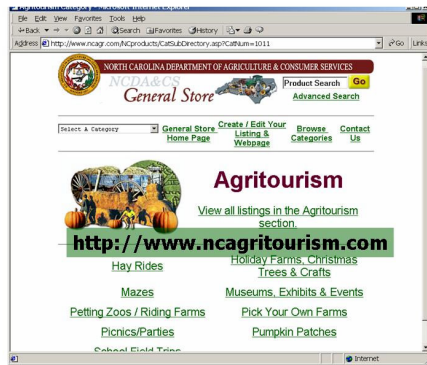 File Edit View Favorites Tools Help
Back Search Favorites History
Address http://www.ncagr.com/NCproducts/CatSubDirectory.asp?CatNum=1011 Go Links
NORTH CAROLINA DEPARTMENT OF AGRICULTURE & CONSUMER SERVICES
NCDA&CS
General Store
Product Search Go
Advanced Search
Select A Category
General Store Home Page
Create / Edit Your Listing & Webpage
Browse Categories
Contact Us
Agritourism
View all listings in the Agritourism
section.
http://www.ncagritourism.com
Hay Rides
Holiday Farms, Christmas
Trees & Crafts
Mazes
Museums, Exhibits & Events
Petting Zoos / Riding Farms
Pick Your Own Farms
Picnics/Parties
Pumpkin Patches
School Field Trips
Internet